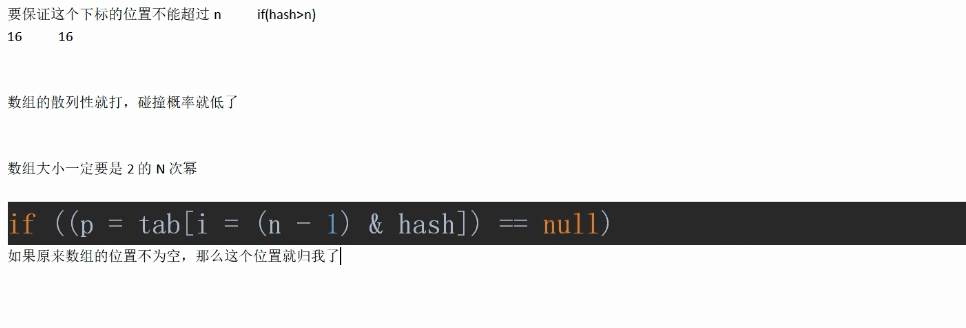 要保证这个下标的位置不能超过 n if(hash>n)
16 16
数组的散列性就打，碰撞概率就低了
数组大小一定要是 2 的 N 次幂
if ((p = tab[i = (n - 1) & hash]) == null)
如果原来数组的位置不为空，那么这个位置就归我了